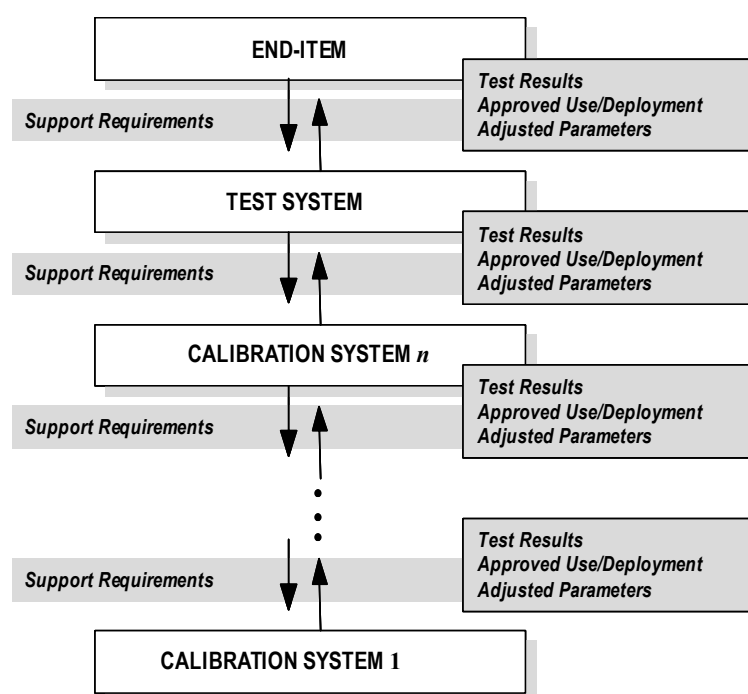 END-ITEM
Test Results
Approved Use/Deployment
Adjusted Parameters
Support Requirements
TEST SYSTEM
Test Results
Approved Use/Deployment
Adjusted Parameters
Support Requirements
CALIBRATION SYSTEM n
Test Results
Approved Use/Deployment
Adjusted Parameters
Support Requirements
Test Results
Approved Use/Deployment
Adjusted Parameters
Support Requirements
CALIBRATION SYSTEM 1